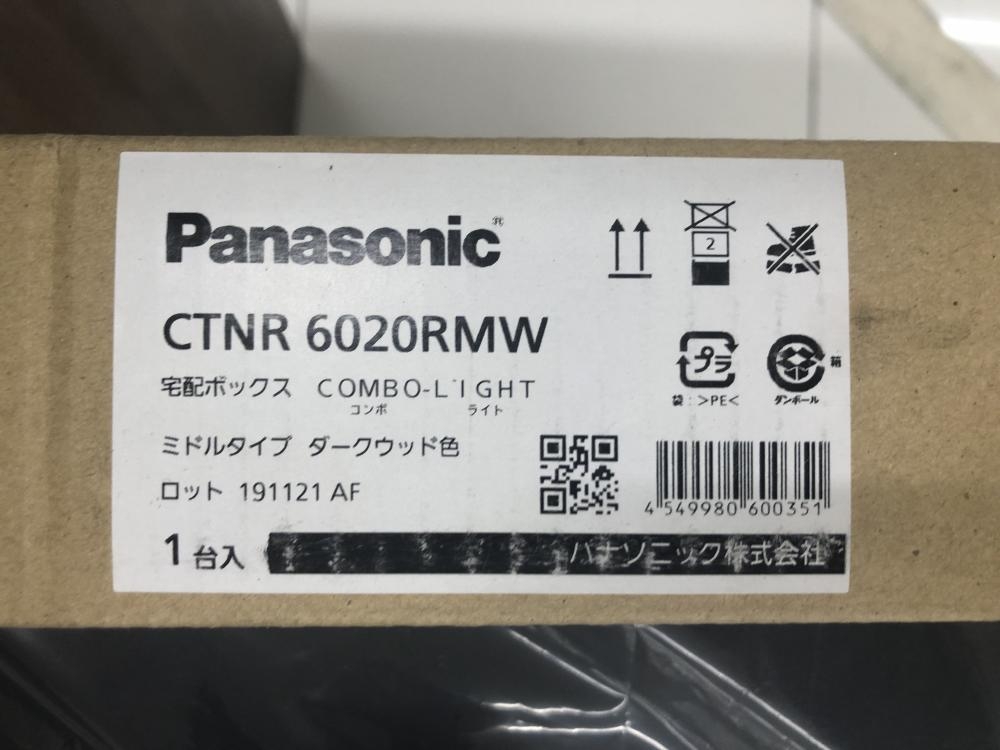 Panasonic
CTNR 6020RMW
宅配ボックス COMBO-LIGHT
コンボ ライト
ミドルタイプ ダークウッド色
ロット 191121 AF
1台入
2
プラ
袋:>PE<
箱
ダンボール
4 549980 600351
パナソニック株式会社